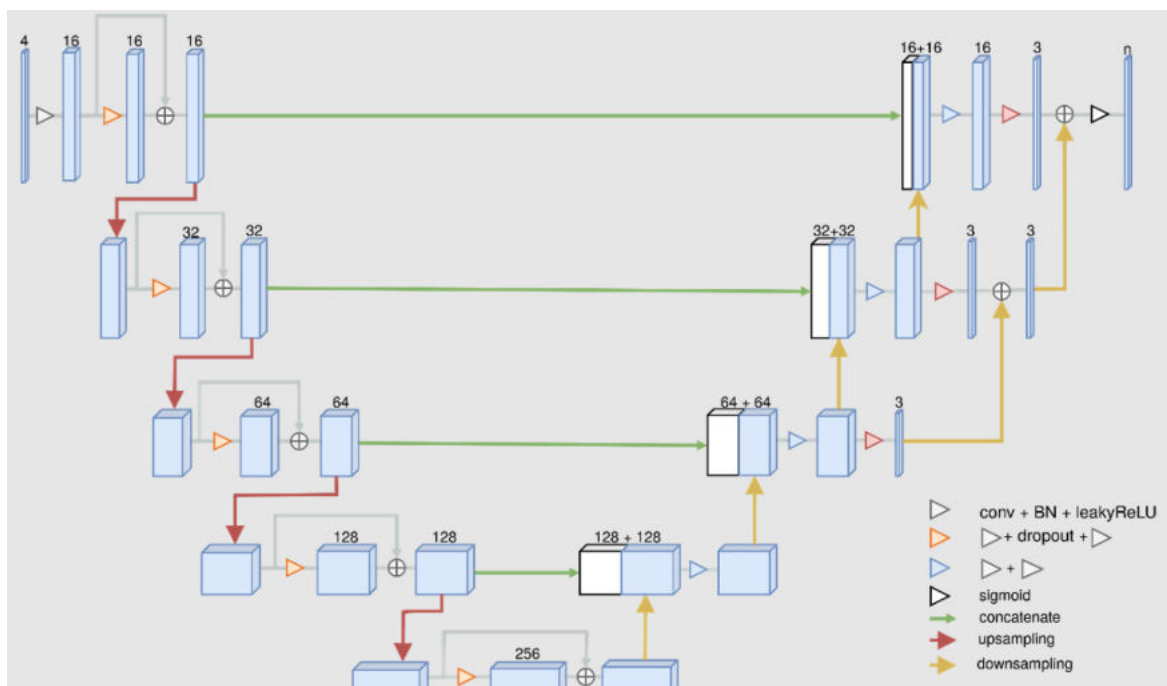 4 16 16 16 16+16 16 3 n
32 32 32+32 3 3
64 64 64 + 64 3
128 128 128 + 128
256
conv + BN + leakyReLU
+ dropout +
+
sigmoid
concatenate
upsampling
downsampling